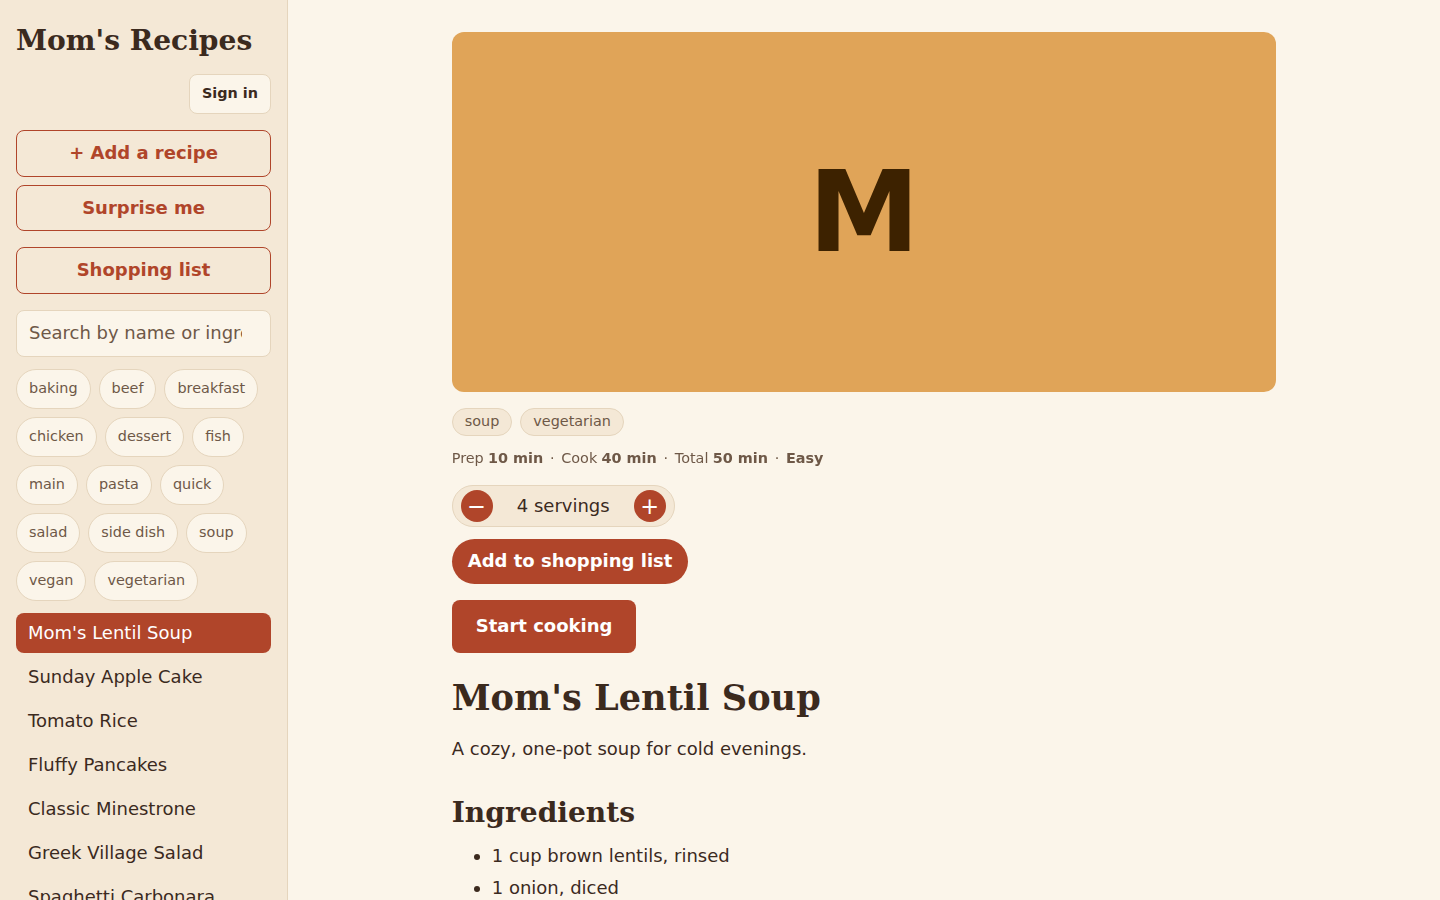 Mom's Recipes
Sign in
+ Add a recipe
Surprise me
Shopping list
Search by name or ingr
baking beef breakfast
chicken dessert fish
main pasta quick
salad side dish soup
vegan vegetarian
Mom's Lentil Soup
Sunday Apple Cake
Tomato Rice
Fluffy Pancakes
Classic Minestrone
Greek Village Salad
Spaghetti Carbonara
M
soup vegetarian
Prep 10 min · Cook 40 min · Total 50 min · Easy
− 4 servings +
Add to shopping list
Start cooking
Mom's Lentil Soup
A cozy, one-pot soup for cold evenings.
Ingredients
• 1 cup brown lentils, rinsed
• 1 onion, diced